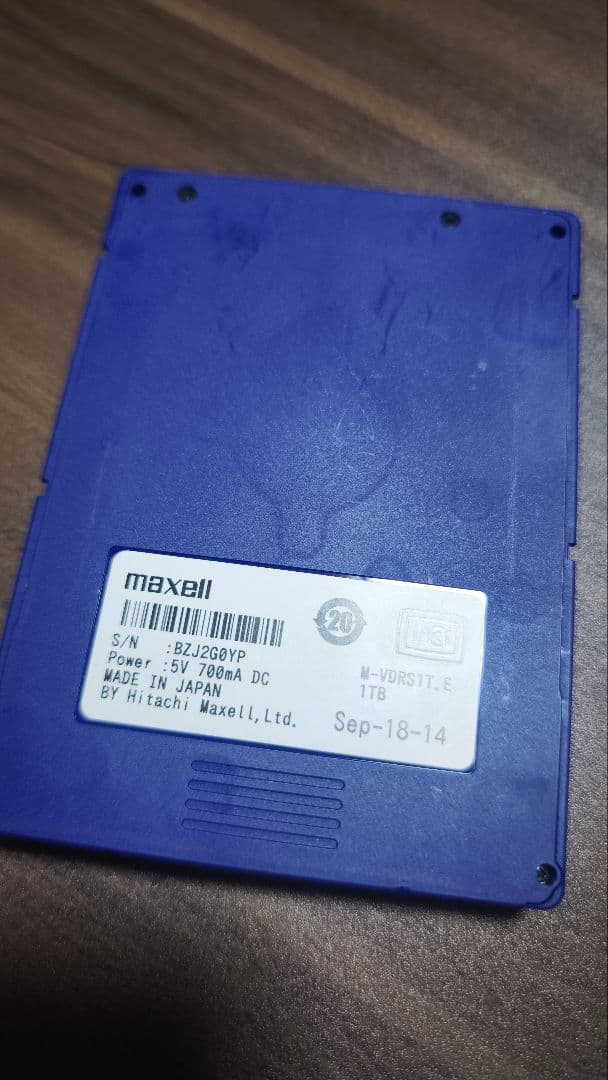 maxell
20
S/N :BZJ2G0YP
Power :5V 700mA DC
MADE IN JAPAN
BY Hitachi Maxell,Ltd.
M-VDRS1T.E
1TB
Sep-18-14